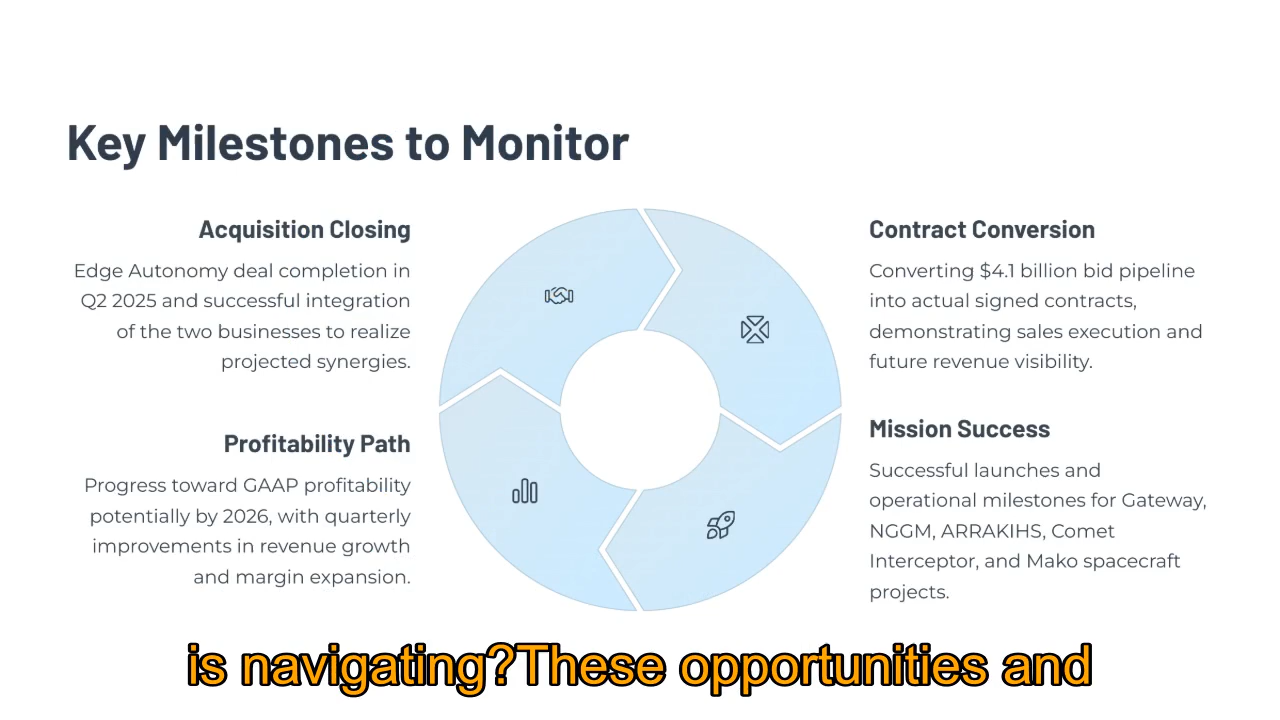 Key Milestones to Monitor
Acquisition Closing
Edge Autonomy deal completion in
Q2 2025 and successful integration
of the two businesses to realize
projected synergies.
Contract Conversion
Converting $4.1 billion bid pipeline
into actual signed contracts,
demonstrating sales execution and
future revenue visibility.
Profitability Path
Progress toward GAAP profitability
potentially by 2026, with quarterly
improvements in revenue growth
and margin expansion.
Mission Success
Successful launches and
operational milestones for Gateway,
NGGM, ARRAKIHS, Comet
Interceptor, and Mako spacecraft
projects.
is navigating?These opportunities and